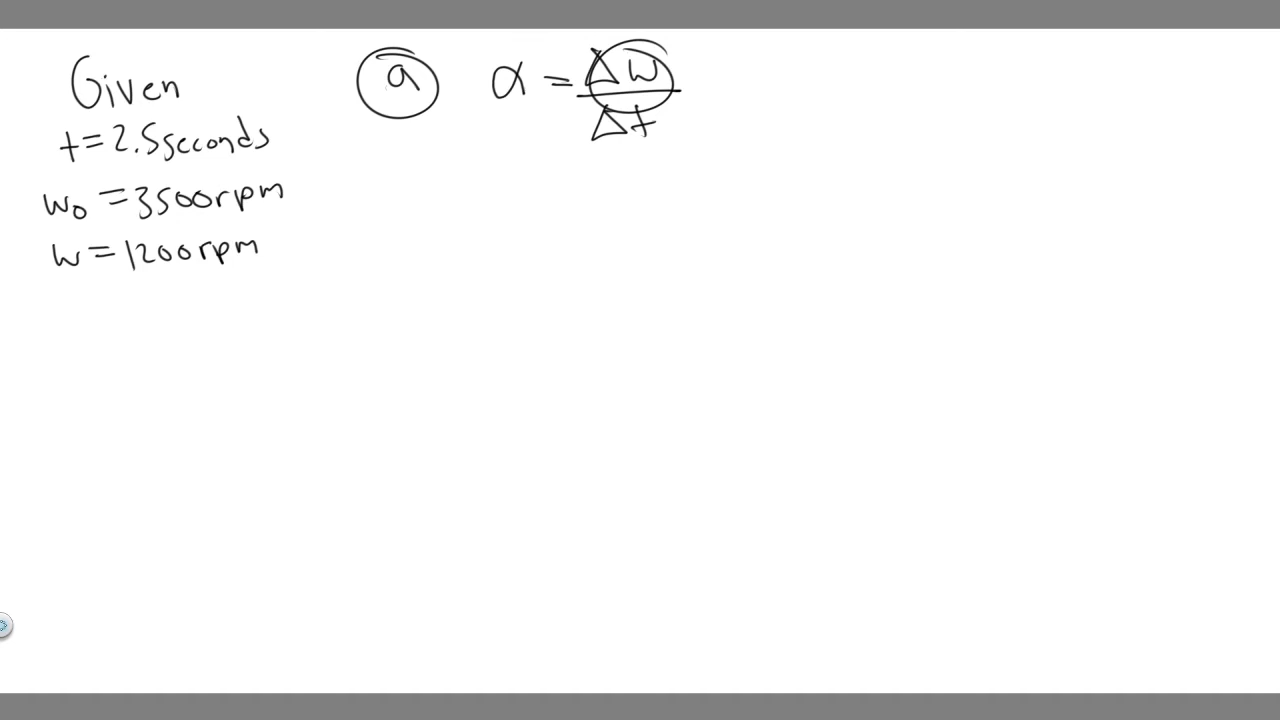 Given
t=2.5seconds
w₀=3500rpm
w=1200rpm
a
α=Δw/Δt